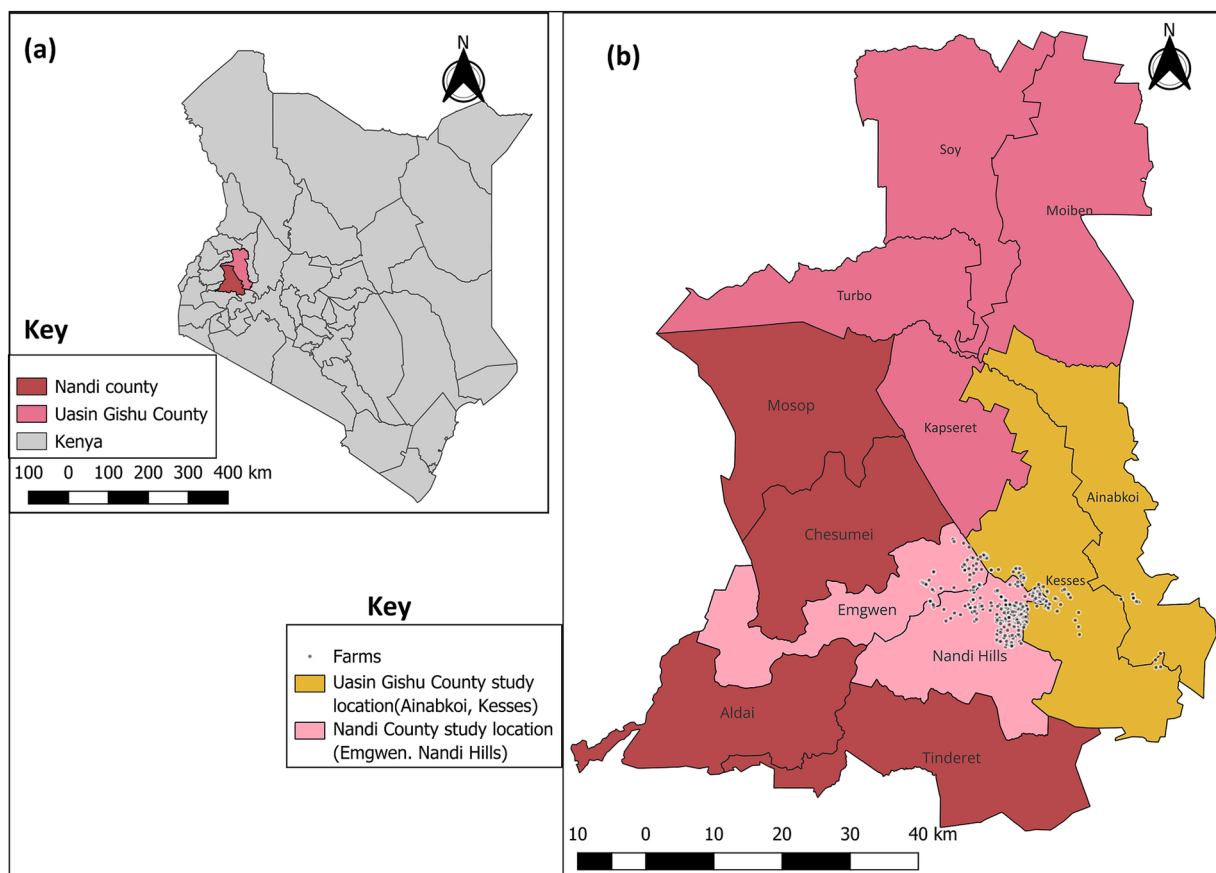 (a)
N
Key
Nandi county
Uasin Gishu County
Kenya
100 0 100 200 300 400 km
(b)
N
Soy
Moiben
Turbo
Mosop
Kapseret
Ainabkoi
Chesumei
Kesses
Emgwen
Nandi Hills
Aldai
Tinderet
Key
Farms
Uasin Gishu County study
location(Ainabkoi, Kesses)
Nandi County study location
(Emgwen. Nandi Hills)
10 0 10 20 30 40 km